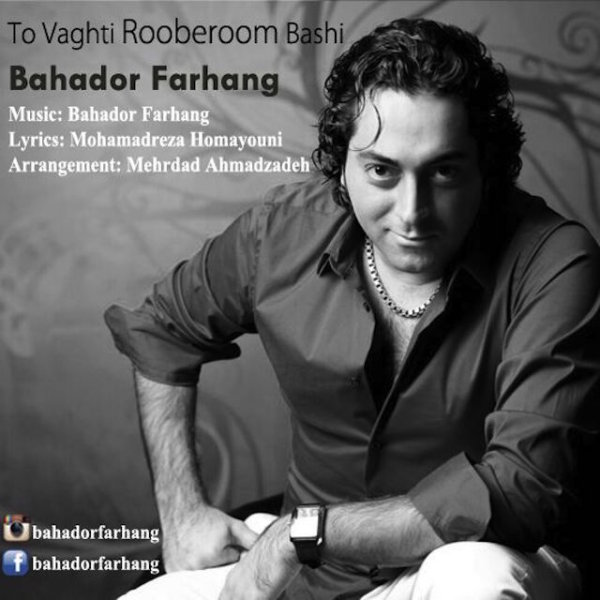 To Vaghti Rooberoom Bashi
Bahador Farhang
Music: Bahador Farhang
Lyrics: Mohamadreza Homayouni
Arrangement: Mehrdad Ahmadzadeh
bahadorfarhang
f bahadorfarhang